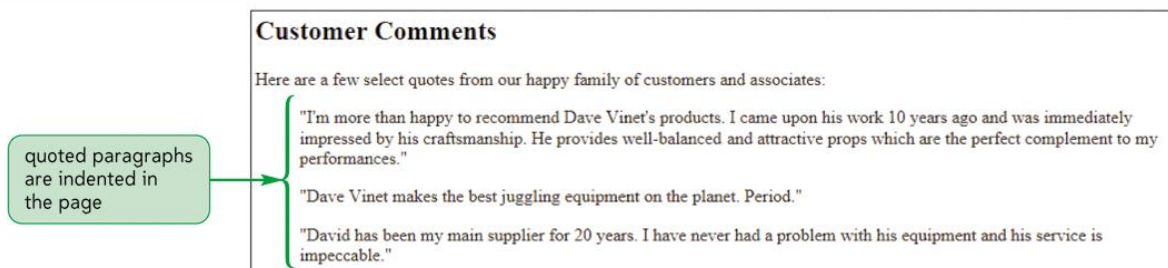 Customer Comments
Here are a few select quotes from our happy family of customers and associates:
"I'm more than happy to recommend Dave Vinet's products. I came upon his work 10 years ago and was immediately
impressed by his craftsmanship. He provides well-balanced and attractive props which are the perfect complement to my
performances."
quoted paragraphs
are indented in
the page
"Dave Vinet makes the best juggling equipment on the planet. Period."
"David has been my main supplier for 20 years. I have never had a problem with his equipment and his service is
impeccable."